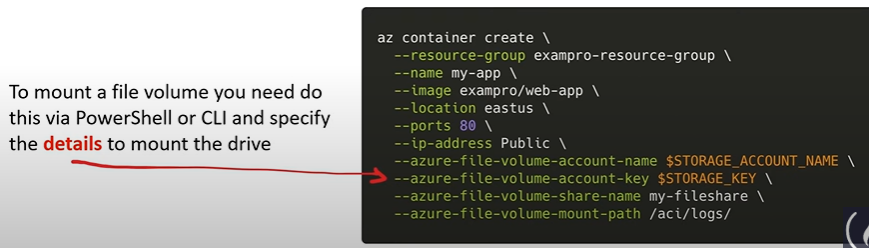 To mount a file volume you need do
this via PowerShell or CLI and specify
the details to mount the drive
az container create \
--resource-group exampro-resource-group \
--name my-app \
--image exampro/web-app \
--location eastus \
--ports 80 \
--ip-address Public \
--azure-file-volume-account-name $STORAGE_ACCOUNT_NAME \
--azure-file-volume-account-key $STORAGE_KEY \
--azure-file-volume-share-name my-fileshare \
--azure-file-volume-mount-path /aci/logs/